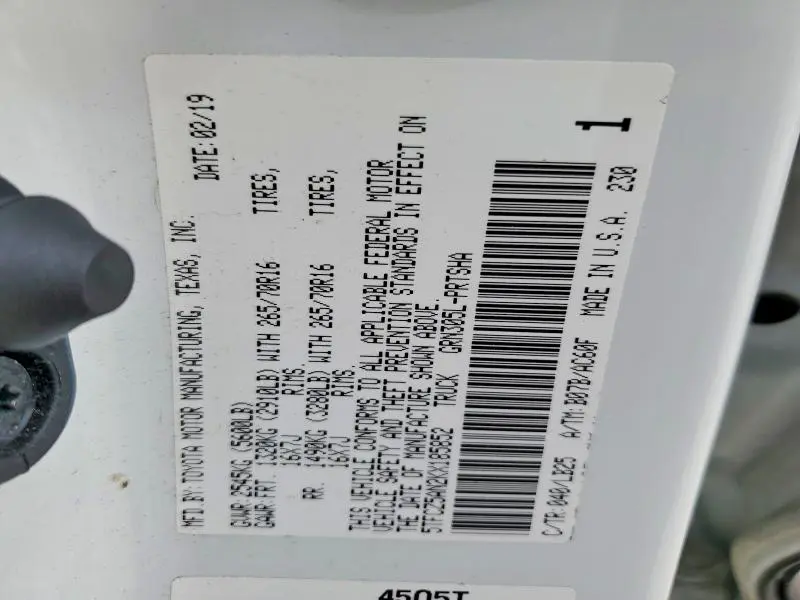 MFD. BY: TOYOTA MOTOR MANUFACTURING, TEXAS, INC. DATE: 02/19
GVWR: 2545KG (5600LB)
GAWR: FRT. 1320KG (2910LB) WITH 265/70R16 TIRES,
16X7J RIMS.
RR. 1490KG (3280LB) WITH 265/70R16 TIRES,
16X7J RIMS.
THIS VEHICLE CONFORMS TO ALL APPLICABLE FEDERAL MOTOR
VEHICLE SAFETY AND THEFT PREVENTION STANDARDS IN EFFECT ON
THE DATE OF MANUFACTURE SHOWN ABOVE.
5TFCZ5AN2KX185852 TRUCK GRN305L-PRTSHA
C/TR: 040/LB25 A/TM: B07B/AC60F MADE IN U.S.A. 230
1
4505T